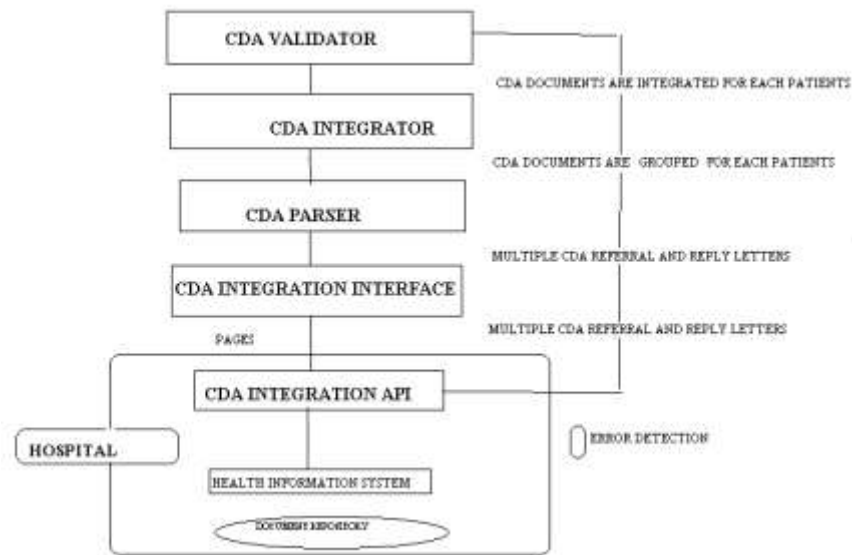 CDA VALIDATOR
CDA DOCUMENTS ARE INTEGRATED FOR EACH PATIENTS
CDA INTEGRATOR
CDA DOCUMENTS ARE GROUPED FOR EACH PATIENTS
CDA PARSER
MULTIPLE CDA REFERRAL AND REPLY LETTERS
CDA INTEGRATION INTERFACE
MULTIPLE CDA REFERRAL AND REPLY LETTERS
PAGES
CDA INTEGRATION API
ERROR DETECTION
HOSPITAL
HEALTH INFORMATION SYSTEM
DOCUMENT REPOSITORY